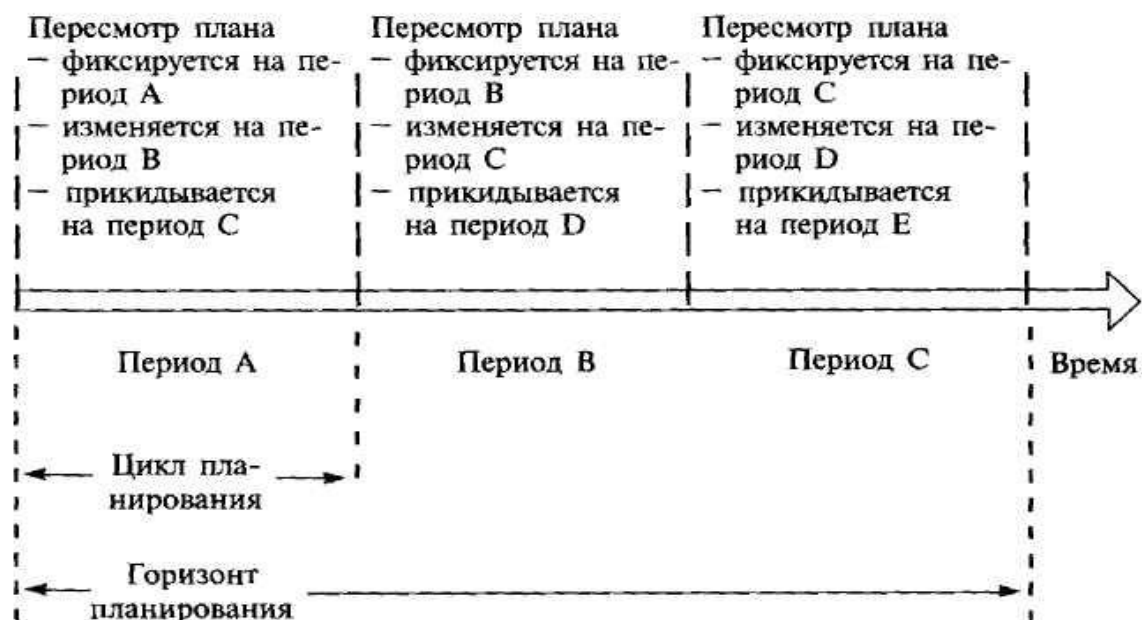 Пересмотр плана
— фиксируется на пе-
риод A
— изменяется на пе-
риод B
— прикидывается
на период C
Пересмотр плана
— фиксируется на пе-
риод B
— изменяется на пе-
риод C
— прикидывается
на период D
Пересмотр плана
— фиксируется на пе-
риод C
— изменяется на пе-
риод D
— прикидывается
на период E
Период A
Период B
Период C
Время
Цикл пла-
нирования
Горизонт
планирования